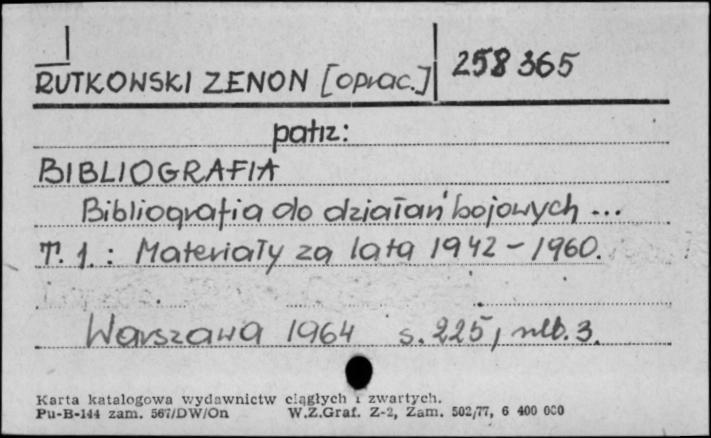 RUTKOWSKI ZENON [oprac.] 258365
patrz:
BIBLIOGRAFIA
Bibliografia do działań bojowych ...
T. 1. : Materiały za lata 1942 - 1960.
Warszawa 1964 s. 225, nlb. 3.
Karta katalogowa wydawnictw ciągłych i zwartych.
Pu-B-144 zam. 567/DW/On W.Z.Graf. Z-2, Zam. 502/77, 6 400 000